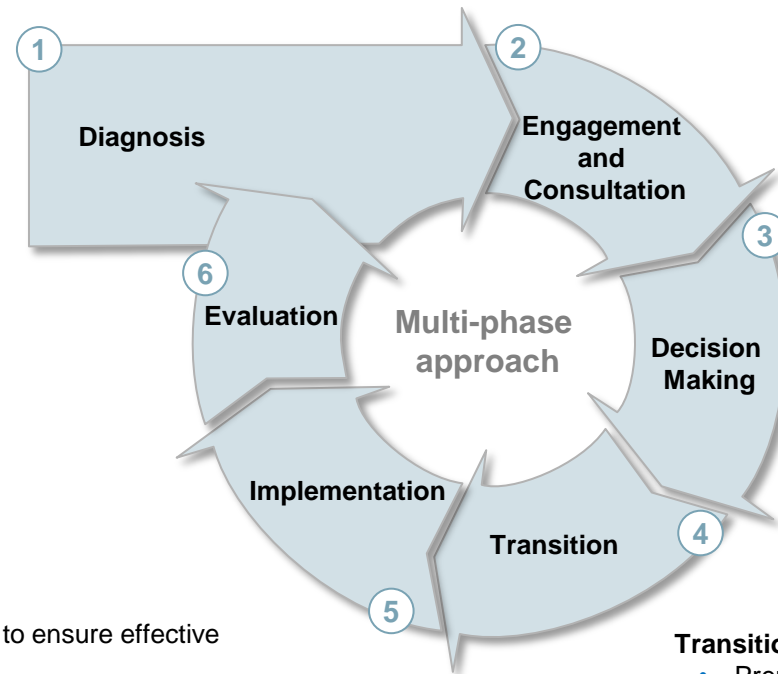 1
2
Diagnosis
Engagement
and
Consultation
3
6
Evaluation
Multi-phase
approach
Decision
Making
Implementation
Transition
4
5
to ensure effective